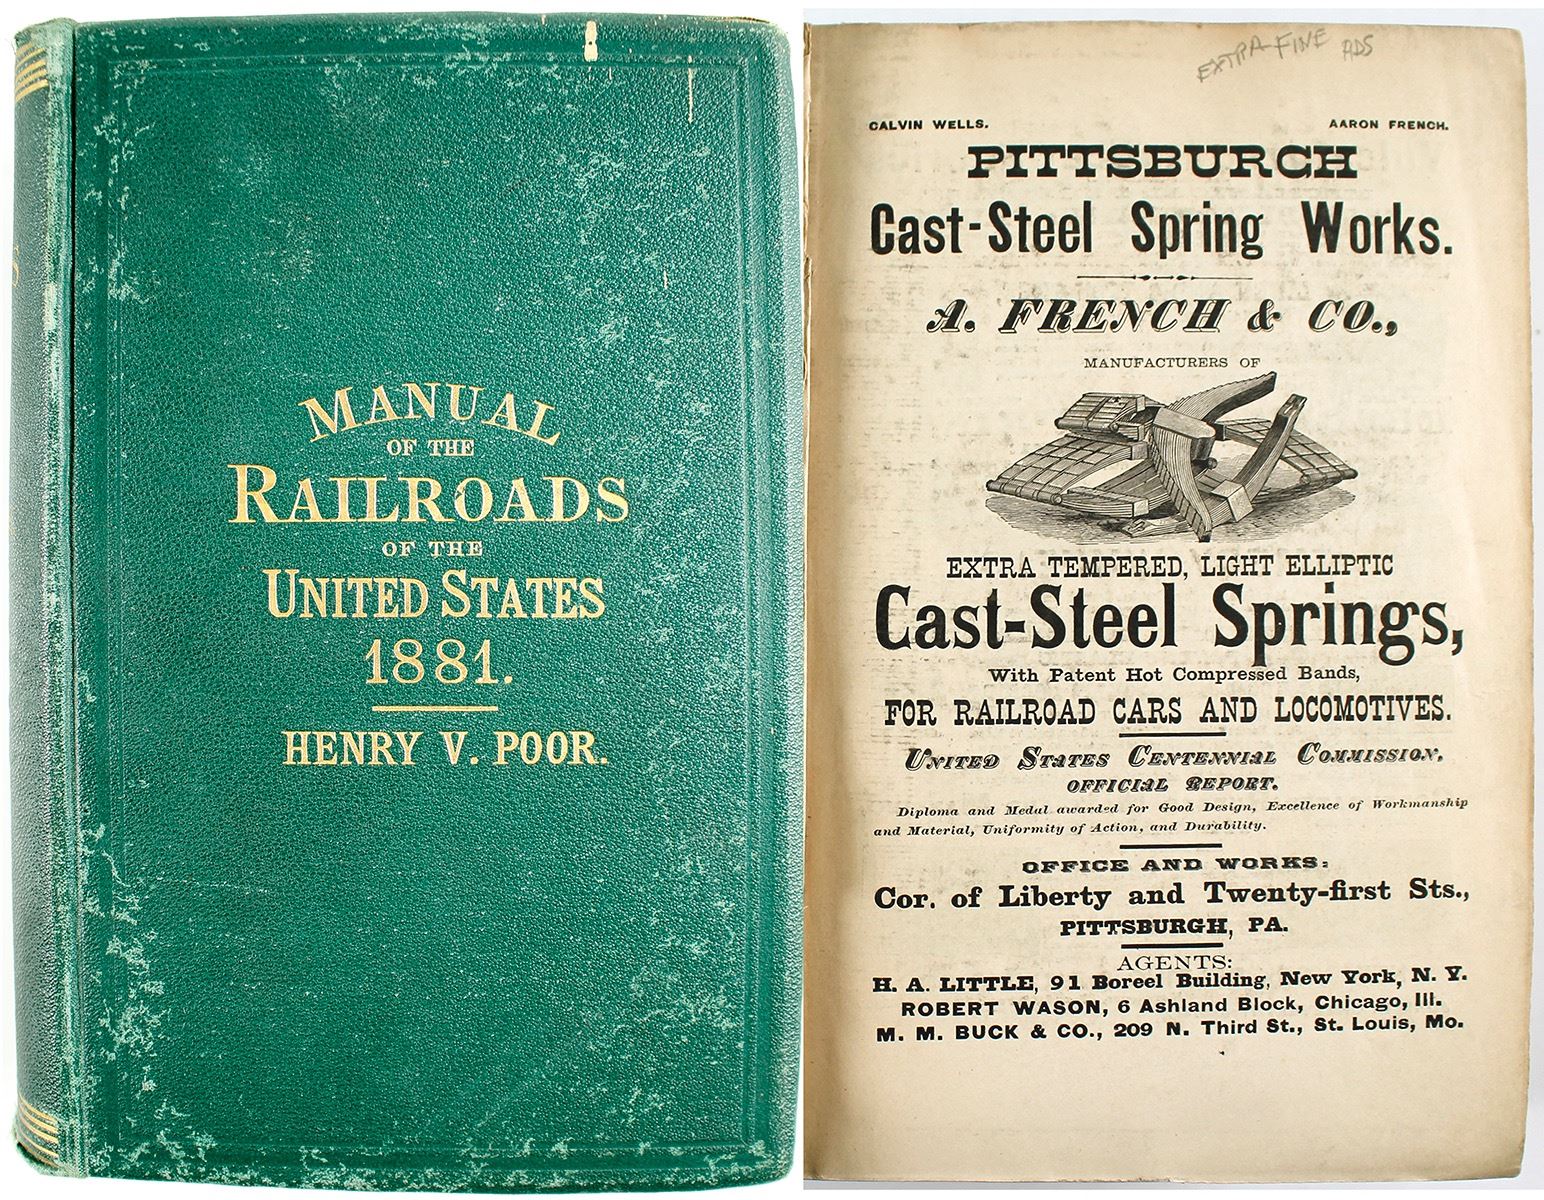 MANUAL
OF THE
RAILROADS
OF THE
UNITED STATES
1881.
HENRY V. POOR.
S
EXTRA-FINE ADS
CALVIN WELLS. AARON FRENCH.
PITTSBURGH
Cast-Steel Spring Works.
A. FRENCH & CO.,
MANUFACTURERS OF
EXTRA TEMPERED, LIGHT ELLIPTIC
Cast-Steel Springs,
With Patent Hot Compressed Bands,
FOR RAILROAD CARS AND LOCOMOTIVES.
UNITED STATES CENTENNIAL COMMISSION.
OFFICIAL REPORT.
Diploma and Medal awarded for Good Design, Excellence of Workmanship
and Material, Uniformity of Action, and Durability.
OFFICE AND WORKS:
Cor. of Liberty and Twenty-first Sts.,
PITTSBURGH, PA.
AGENTS:
H. A. LITTLE, 91 Boreel Building, New York, N. Y.
ROBERT WASON, 6 Ashland Block, Chicago, Ill.
M. M. BUCK & CO., 209 N. Third St., St. Louis, Mo.